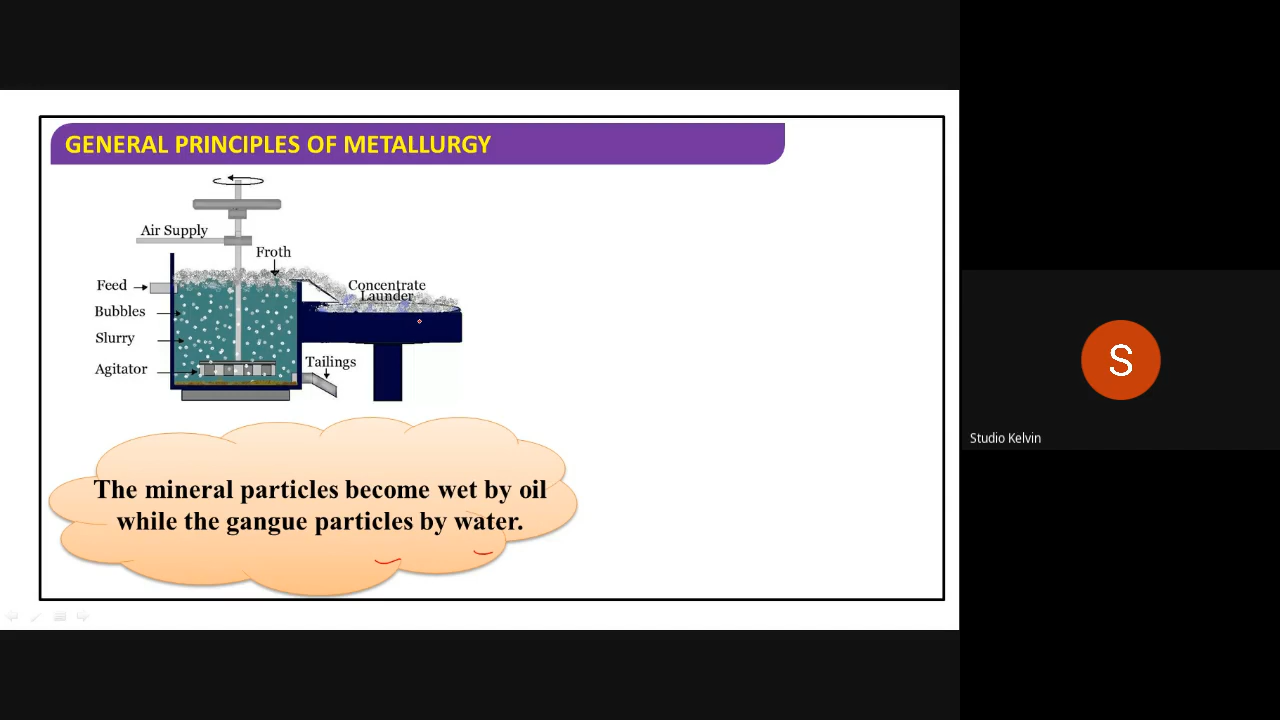 GENERAL PRINCIPLES OF METALLURGY
Air Supply
Froth
Feed
Concentrate
Launder
Bubbles
Slurry
Tailings
Agitator
The mineral particles become wet by oil
while the gangue particles by water.
S
Studio Kelvin